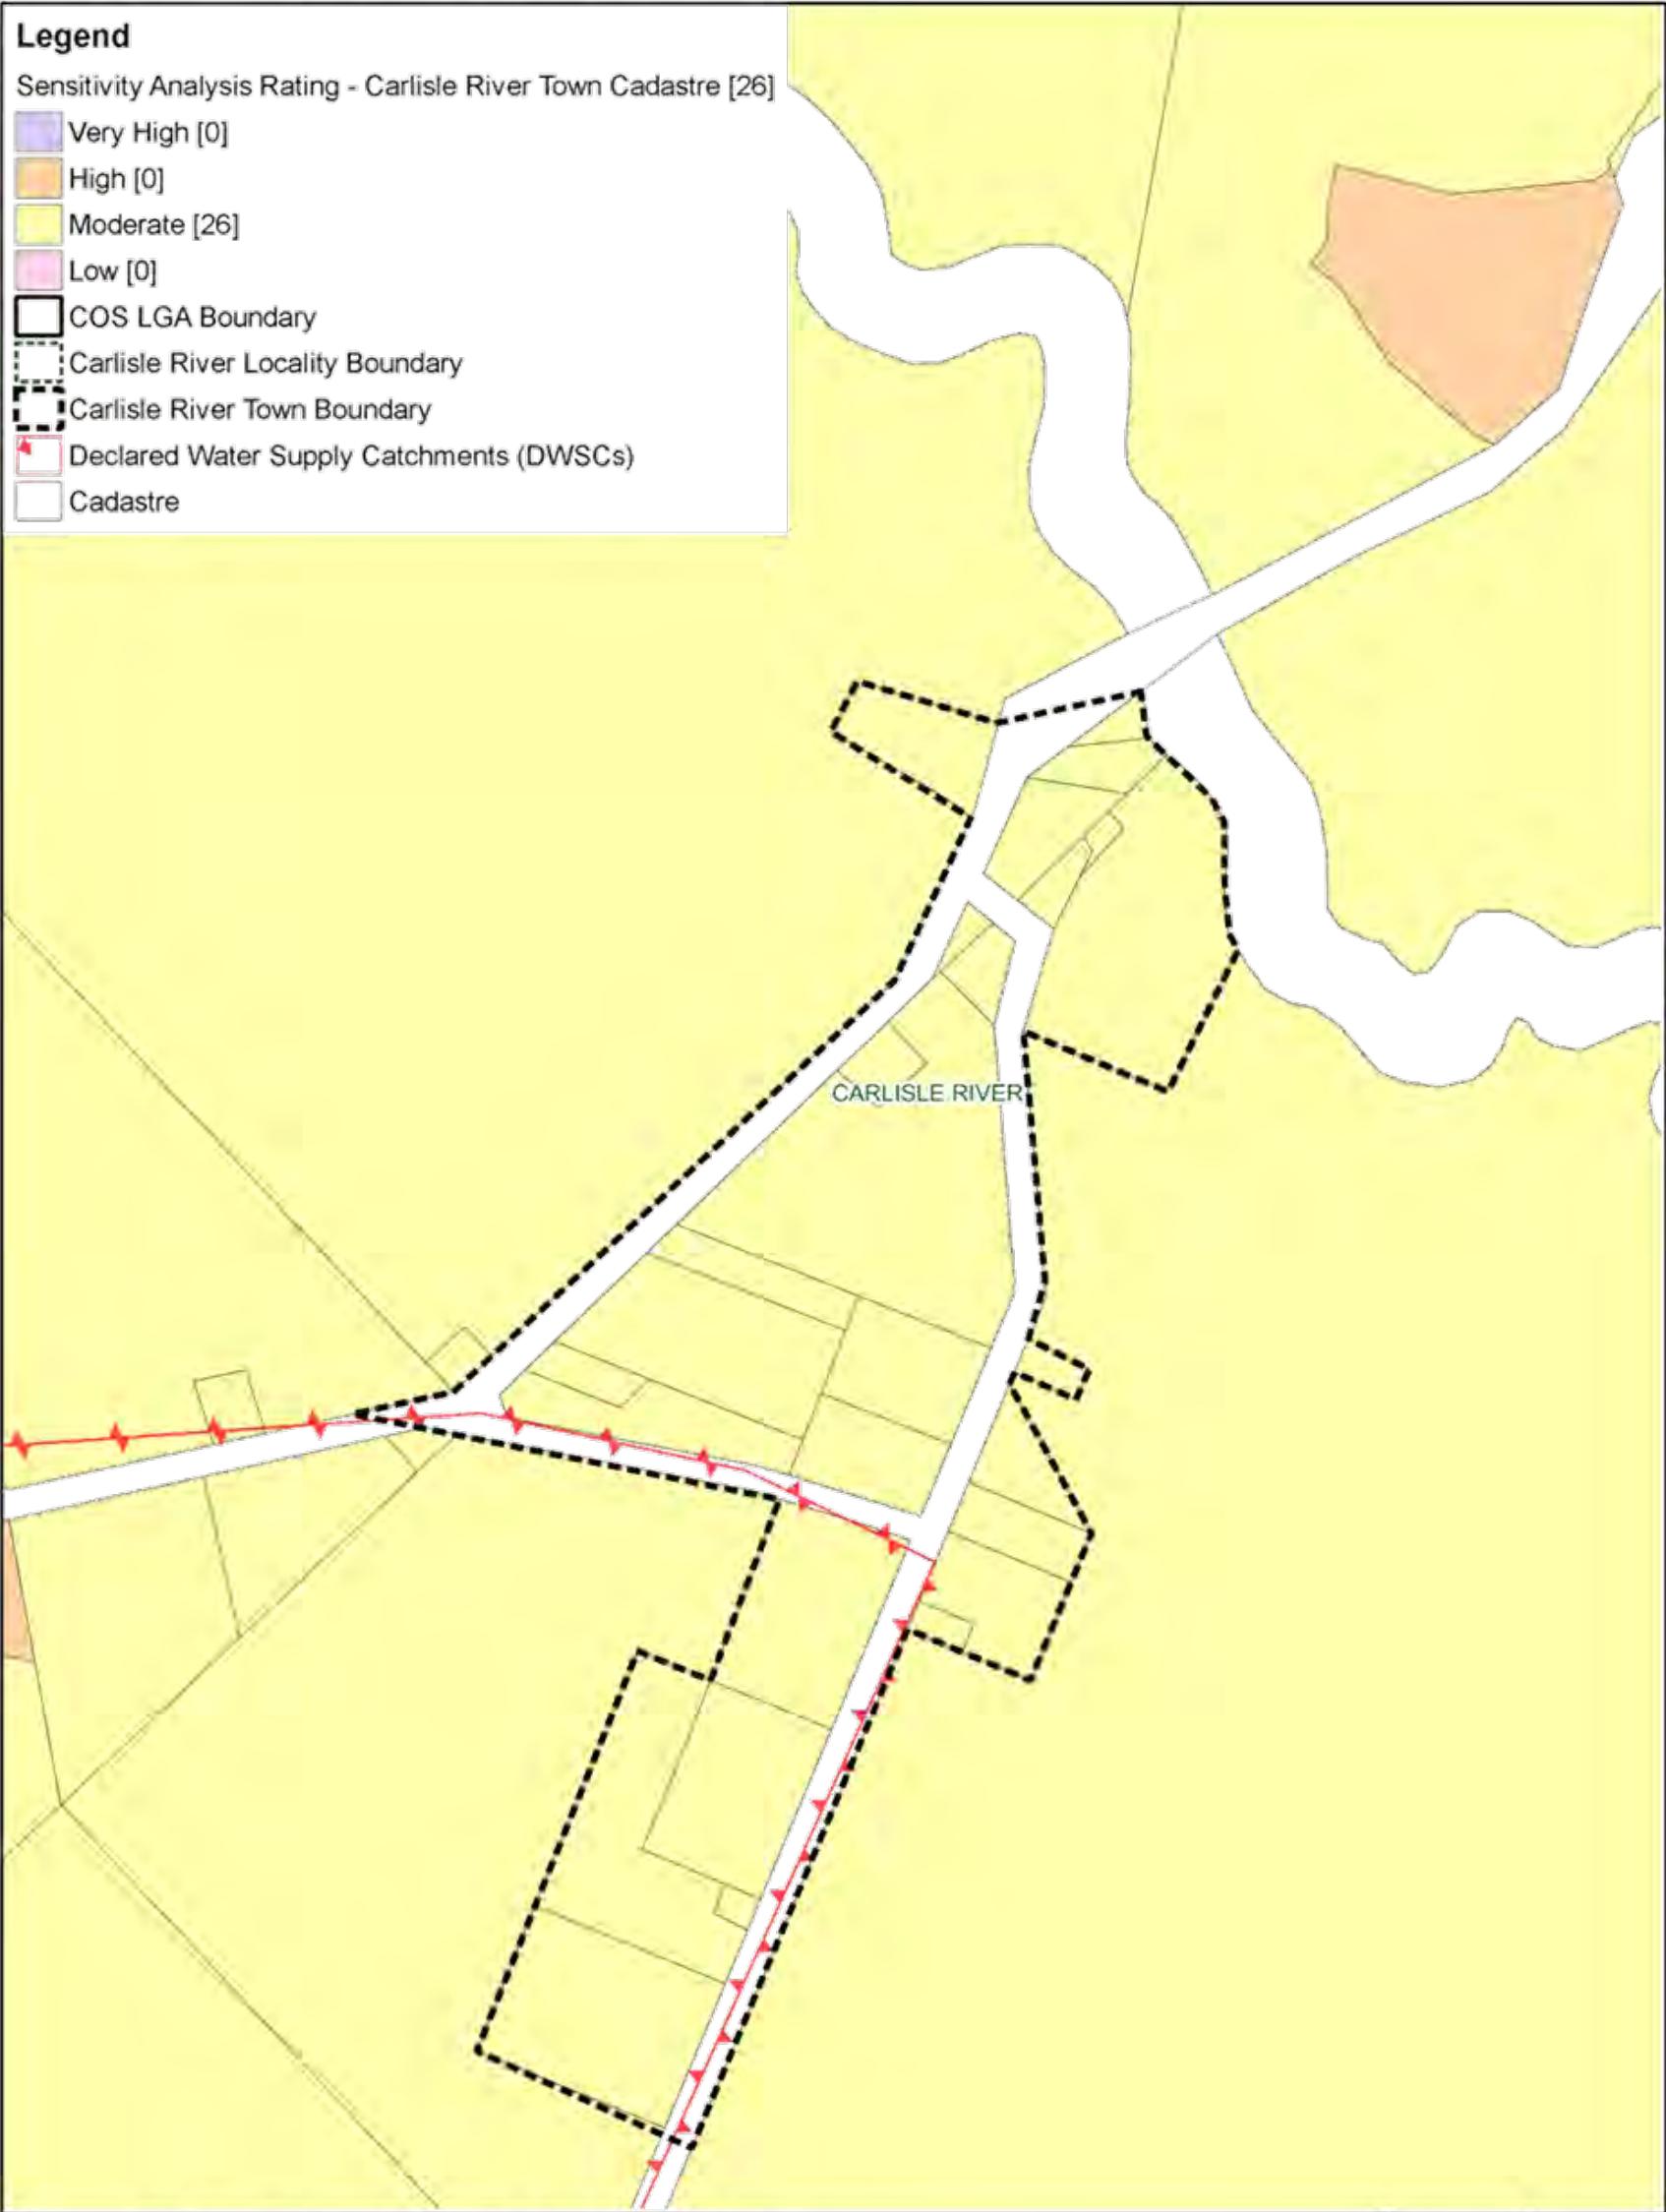 Legend
Sensitivity Analysis Rating - Carlisle River Town Cadastre [26]
Very High [0]
High [0]
Moderate [26]
Low [0]
COS LGA Boundary
Carlisle River Locality Boundary
Carlisle River Town Boundary
Declared Water Supply Catchments (DWSCs)
Cadastre
CARLISLE RIVER